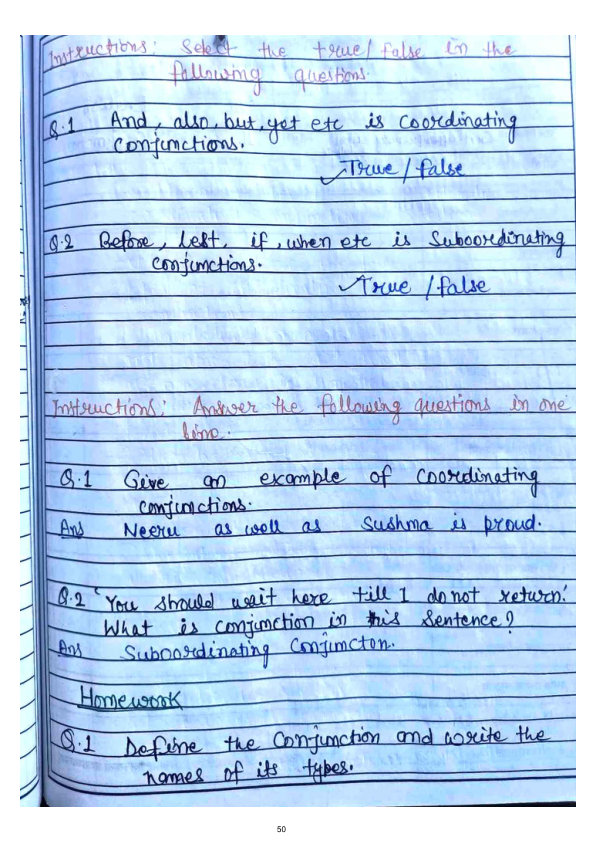 Instructions: Select the true/false in the
following questions.
Q.1 And, also, but, yet etc is coordinating
conjunctions.
✓True / false
Q.2 Before, lest, if, when etc is Suboordinating
conjunctions.
✓True / false
Instructions: Answer the following questions in one
line.
Q.1 Give an example of coordinating
conjunctions.
Ans Neeru as well as Sushma is proud.
Q.2 'You should wait here till I do not return.'
What is conjunction in this Sentence?
Ans Suboordinating Conjuncton.
Homework
Q.1 Define the Conjunction and write the
names of its types.
50